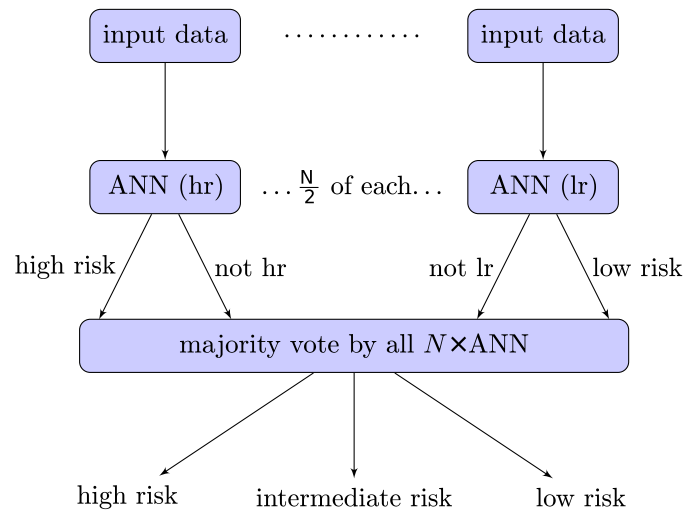 input data ............ input data
ANN (hr) ... N/2 of each... ANN (lr)
high risk not hr not lr low risk
majority vote by all N×ANN
high risk intermediate risk low risk